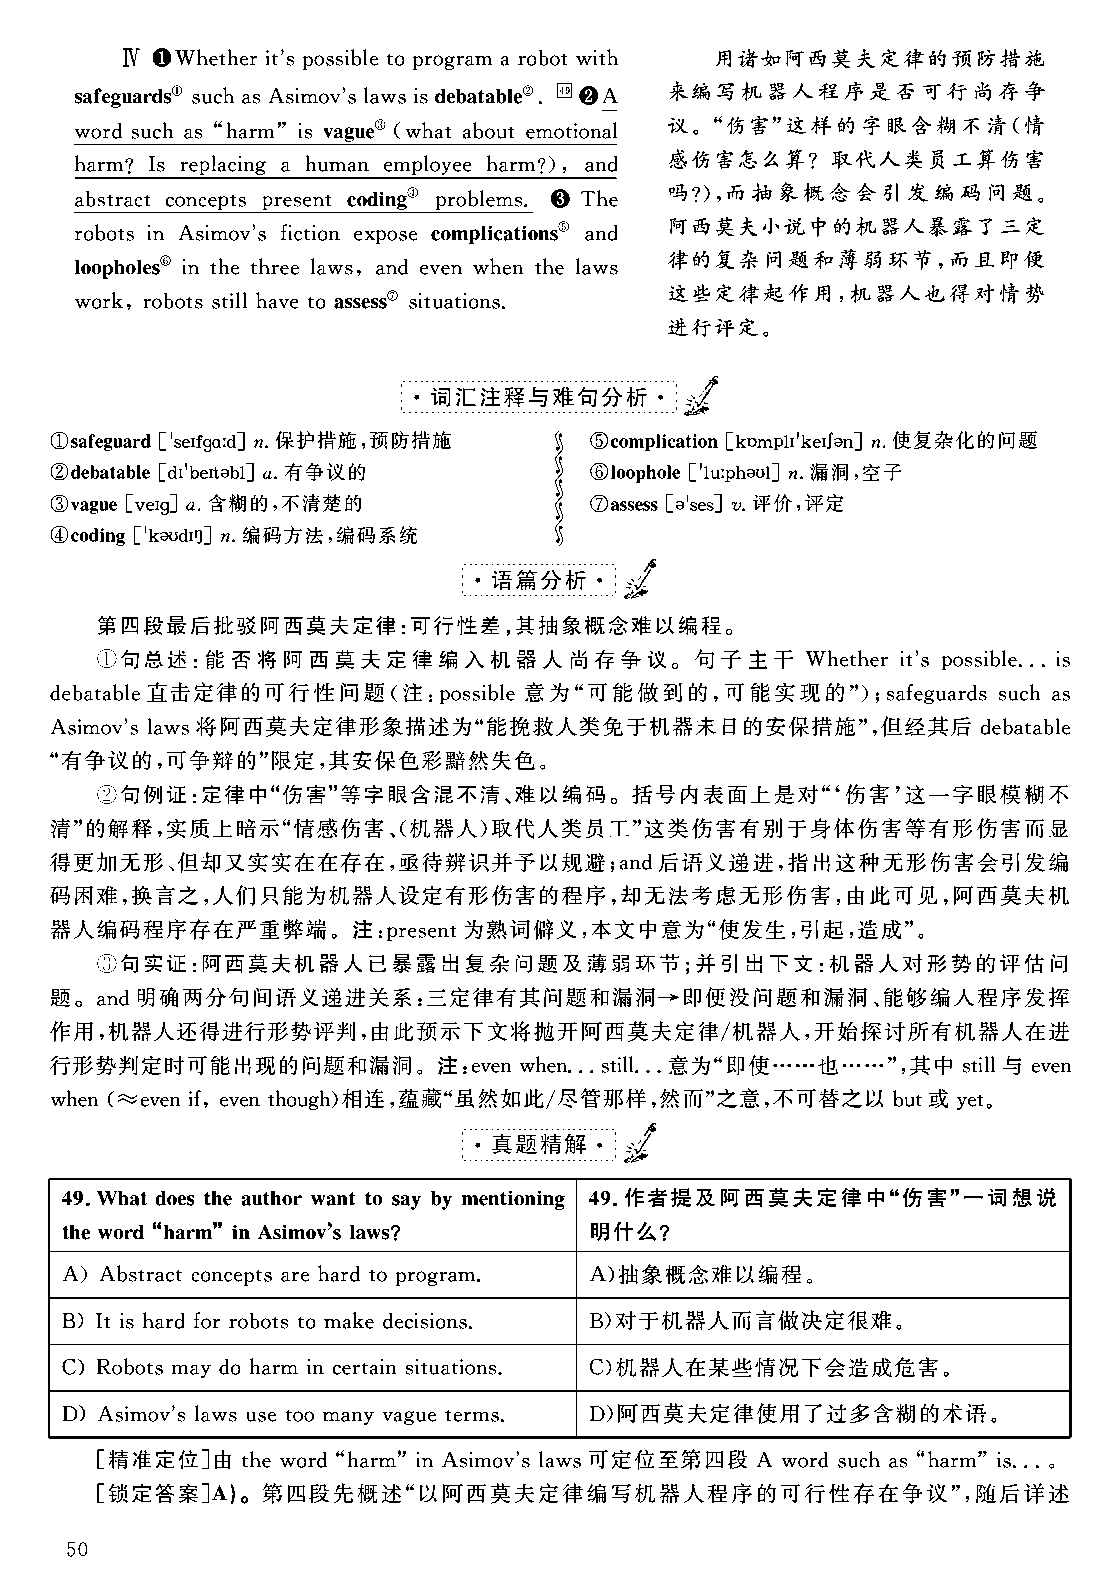 Ⅳ ❶Whether it's possible to program a robot with
safeguards① such as Asimov's laws is debatable②. 49 ❷A
word such as “harm” is vague③ (what about emotional
harm? Is replacing a human employee harm?), and
abstract concepts present coding④ problems. ❸ The
robots in Asimov's fiction expose complications⑤ and
loopholes⑥ in the three laws, and even when the laws
work, robots still have to assess⑦ situations.
用诸如阿西莫夫定律的预防措施
来编写机器人程序是否可行尚存争
议。“伤害”这样的字眼含糊不清(情
感伤害怎么算？取代人类员工算伤害
吗?),而抽象概念会引发编码问题。
阿西莫夫小说中的机器人暴露了三定
律的复杂问题和薄弱环节,而且即便
这些定律起作用,机器人也得对情势
进行评定。
·词汇注释与难句分析·
①safeguard [ˈseɪfgɑːd] n. 保护措施,预防措施
②debatable [dɪˈbeɪtəbl] a. 有争议的
③vague [veɪg] a. 含糊的,不清楚的
④coding [ˈkəʊdɪŋ] n. 编码方法,编码系统
⑤complication [kɒmplɪˈkeɪʃən] n. 使复杂化的问题
⑥loophole [ˈluːphəʊl] n. 漏洞,空子
⑦assess [əˈses] v. 评价,评定
·语篇分析·
第四段最后批驳阿西莫夫定律:可行性差,其抽象概念难以编程。
①句总述:能否将阿西莫夫定律编入机器人尚存争议。句子主干 Whether it's possible... is
debatable 直击定律的可行性问题(注:possible 意为“可能做到的,可能实现的”);safeguards such as
Asimov's laws 将阿西莫夫定律形象描述为“能挽救人类免于机器末日的安保措施”,但经其后 debatable
“有争议的,可争辩的”限定,其安保色彩黯然失色。
②句例证:定律中“伤害”等字眼含混不清、难以编码。括号内表面上是对“‘伤害’这一字眼模糊不
清”的解释,实质上暗示“情感伤害、(机器人)取代人类员工”这类伤害有别于身体伤害等有形伤害而显
得更加无形、但却又实实在在存在,亟待辨识并予以规避;and 后语义递进,指出这种无形伤害会引发编
码困难,换言之,人们只能为机器人设定有形伤害的程序,却无法考虑无形伤害,由此可见,阿西莫夫机
器人编码程序存在严重弊端。注:present 为熟词僻义,本文中意为“使发生,引起,造成”。
③句实证:阿西莫夫机器人已暴露出复杂问题及薄弱环节;并引出下文:机器人对形势的评估问
题。and 明确两分句间语义递进关系:三定律有其问题和漏洞→即便没问题和漏洞、能够编入程序发挥
作用,机器人还得进行形势评判,由此预示下文将抛开阿西莫夫定律/机器人,开始探讨所有机器人在进
行形势判定时可能出现的问题和漏洞。注:even when... still... 意为“即使……也……”,其中 still 与 even
when (≈even if, even though)相连,蕴藏“虽然如此/尽管那样,然而”之意,不可替之以 but 或 yet。
·真题精解·
49. What does the author want to say by mentioning
the word “harm” in Asimov's laws?
49. 作者提及阿西莫夫定律中“伤害”一词想说
明什么?
A) Abstract concepts are hard to program.
A)抽象概念难以编程。
B) It is hard for robots to make decisions.
B)对于机器人而言做决定很难。
C) Robots may do harm in certain situations.
C)机器人在某些情况下会造成危害。
D) Asimov's laws use too many vague terms.
D)阿西莫夫定律使用了过多含糊的术语。
[精准定位]由 the word “harm” in Asimov's laws 可定位至第四段 A word such as “harm” is...。
[锁定答案]A)。第四段先概述“以阿西莫夫定律编写机器人程序的可行性存在争议”,随后详述
50